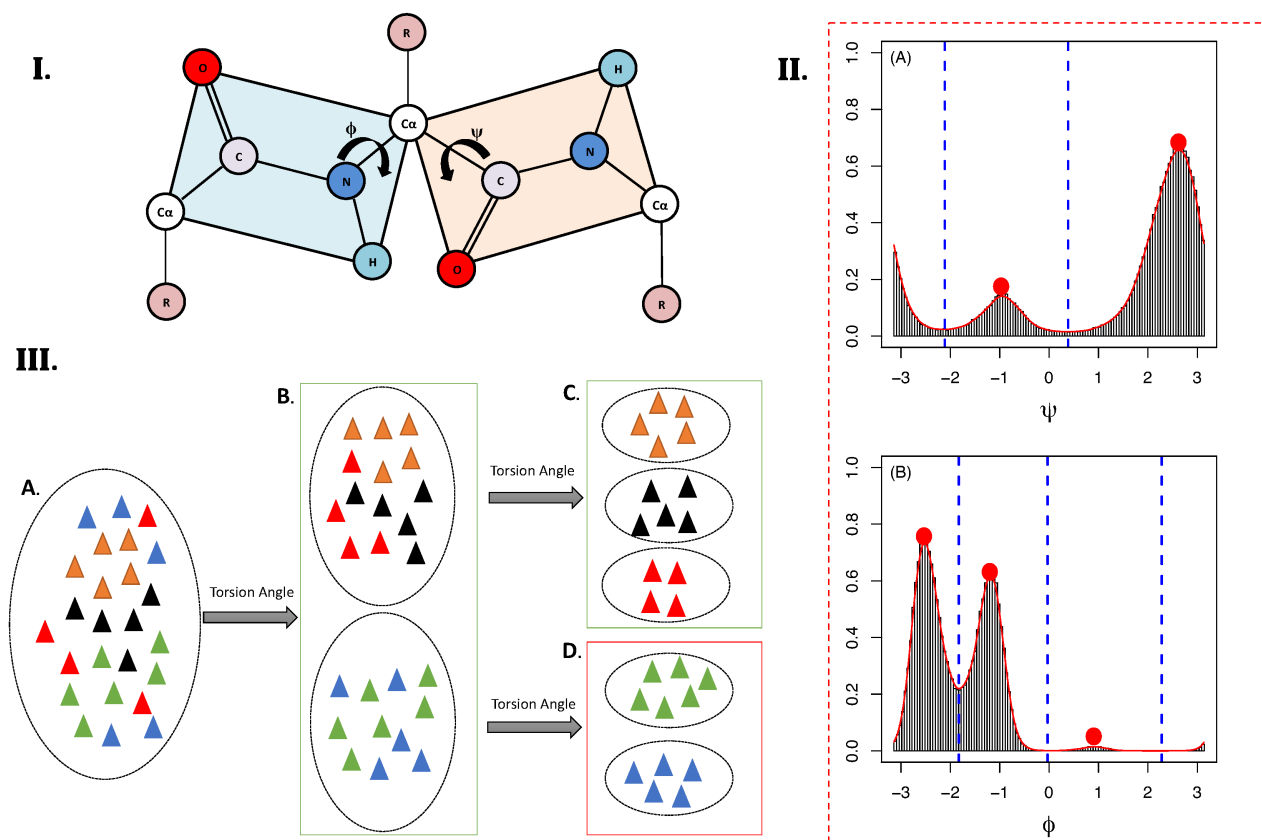 I.
R
O
H
Cα
ϕ
ψ
C
N
N
C
Cα
Cα
H
O
R
R
II.
(A)
1.0
0.8
0.6
0.4
0.2
0.0
−3 −2 −1 0 1 2 3
ψ
(B)
1.0
0.8
0.6
0.4
0.2
0.0
−3 −2 −1 0 1 2 3
ϕ
III.
A.
Torsion Angle
B.
Torsion Angle
Torsion Angle
C.
D.